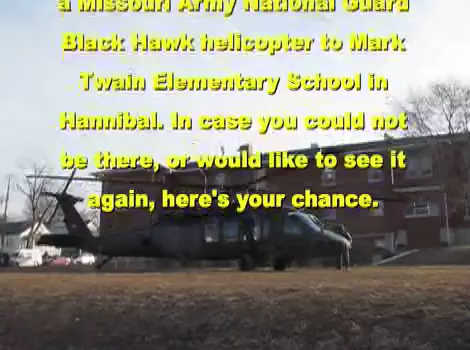 a Missouri Army National Guard
Black Hawk helicopter to Mark
Twain Elementary School in
Hannibal. In case you could not
be there, or would like to see it
again, here's your chance.